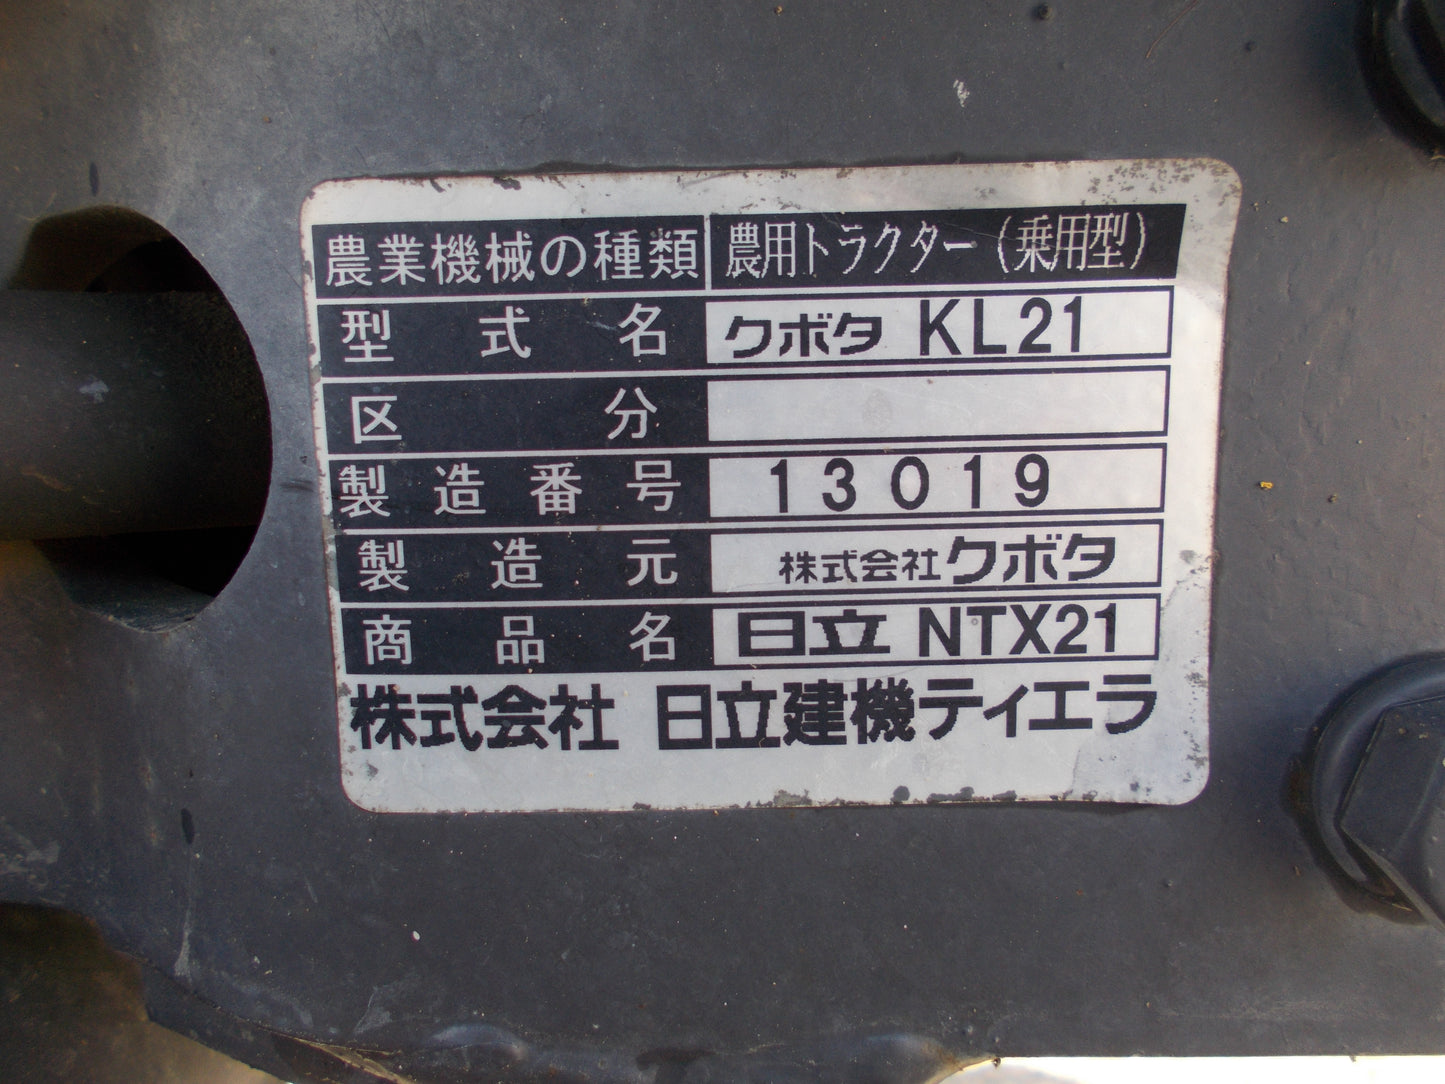 農業機械の種類 農用トラクター(乗用型)
型式名 クボタ KL21
区分
製造番号 13019
製造元 株式会社クボタ
商品名 日立 NTX21
株式会社 日立建機ティエラ